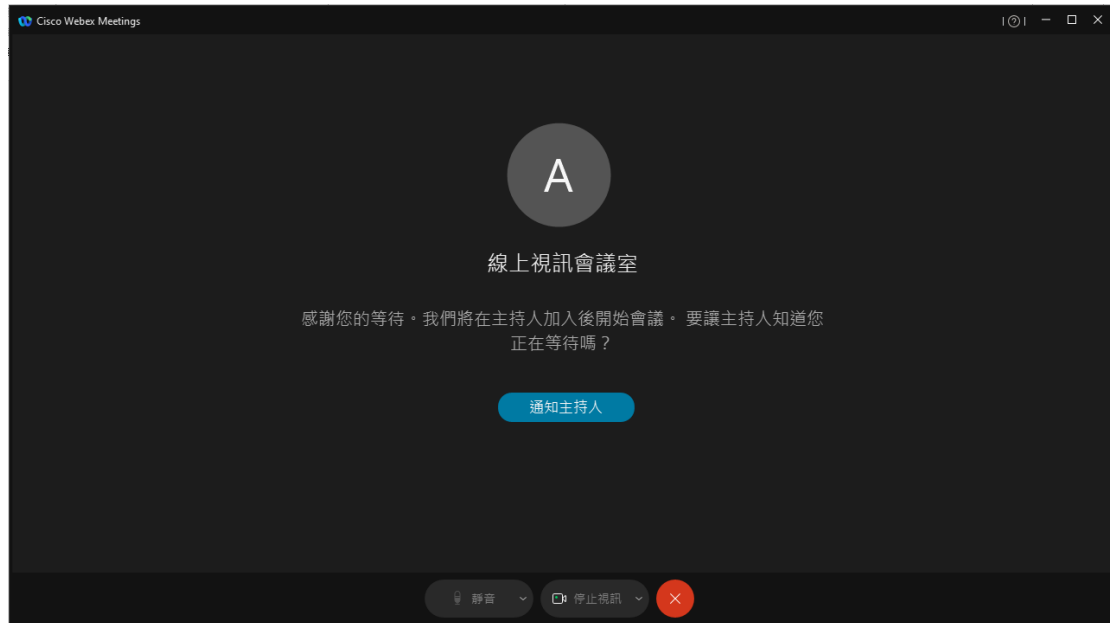 Cisco Webex Meetings
A
線上視訊會議室
感謝您的等待。我們將在主持人加入後開始會議。 要讓主持人知道您
正在等待嗎？
通知主持人
靜音 停止視訊